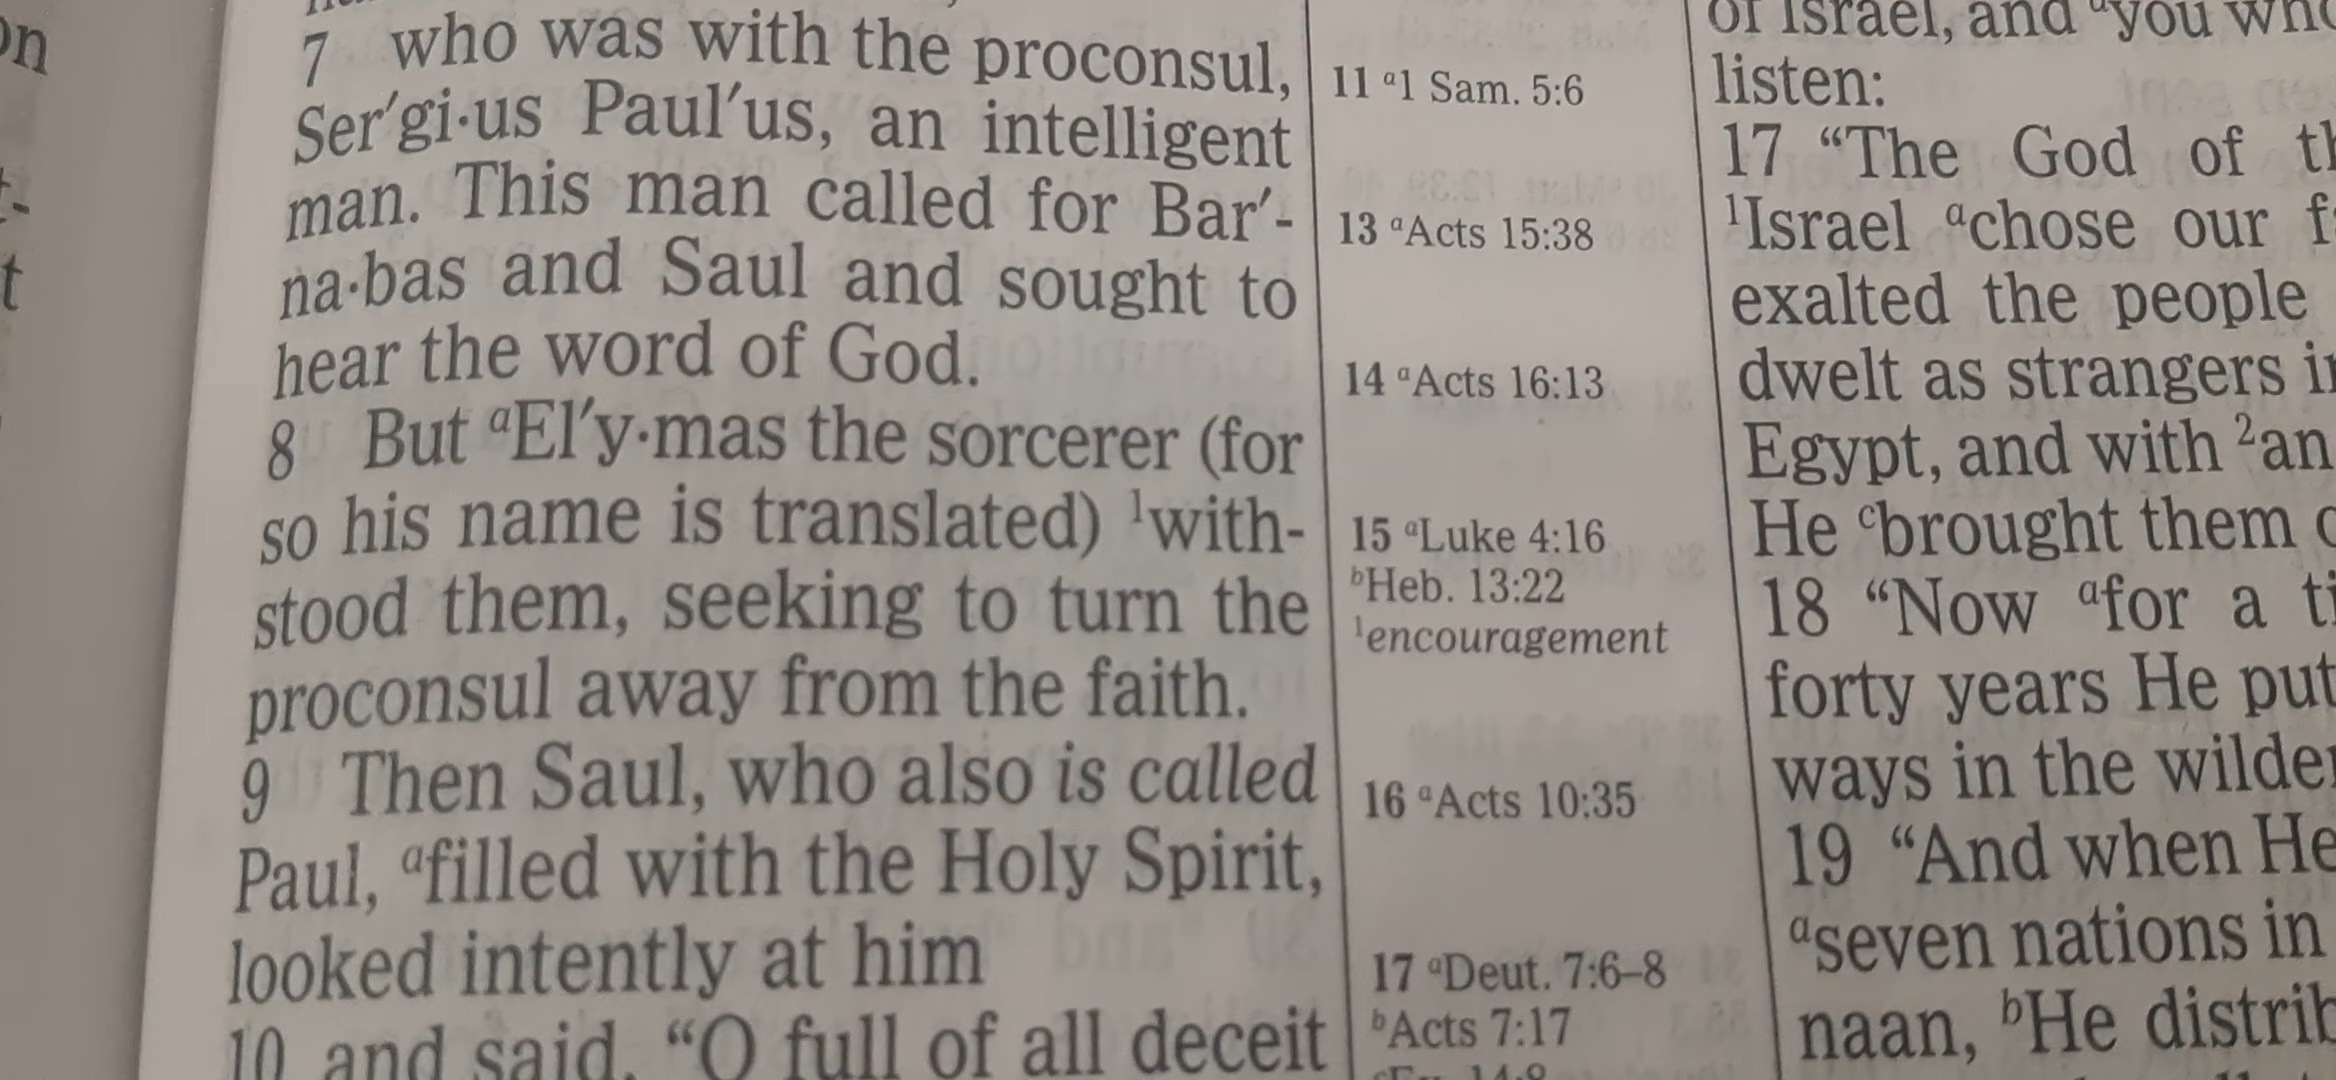 on
t-
t
7 who was with the proconsul,
Ser′gi·us Paul′us, an intelligent
man. This man called for Bar′-
na·bas and Saul and sought to
hear the word of God.
8 But ᵃEl′y·mas the sorcerer (for
so his name is translated) ¹with-
stood them, seeking to turn the
proconsul away from the faith.
9 Then Saul, who also is called
Paul, ᵃfilled with the Holy Spirit,
looked intently at him
10 and said, “O full of all deceit
11 ᵃ1 Sam. 5:6
13 ᵃActs 15:38
14 ᵃActs 16:13
15 ᵃLuke 4:16
ᵇHeb. 13:22
¹encouragement
16 ᵃActs 10:35
17 ᵃDeut. 7:6–8
ᵇActs 7:17
of Israel, and ᵃyou who
listen:
17 “The God of th
¹Israel ᵃchose our f
exalted the people
dwelt as strangers in
Egypt, and with ²an
He ᶜbrought them o
18 “Now ᵃfor a ti
forty years He put
ways in the wilder
19 “And when He
ᵃseven nations in
naan, ᵇHe distrib